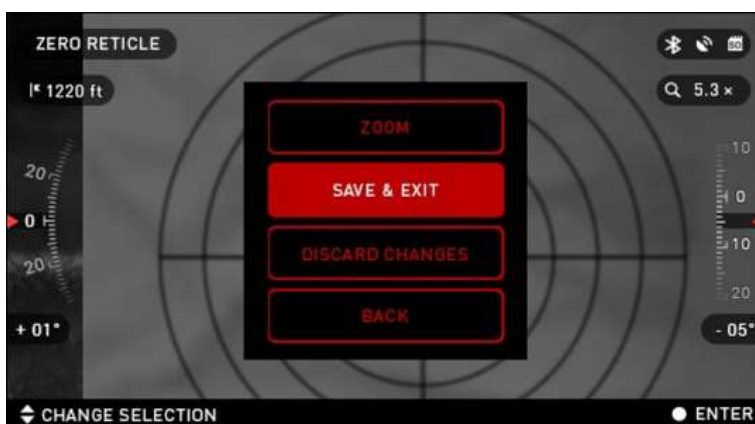 ZERO RETICLE
SD
1220 ft
5.3×
ZOOM
SAVE & EXIT
DISCARD CHANGES
BACK
20
0
20
+ 01°
10
0
10
20
- 05°
CHANGE SELECTION
ENTER